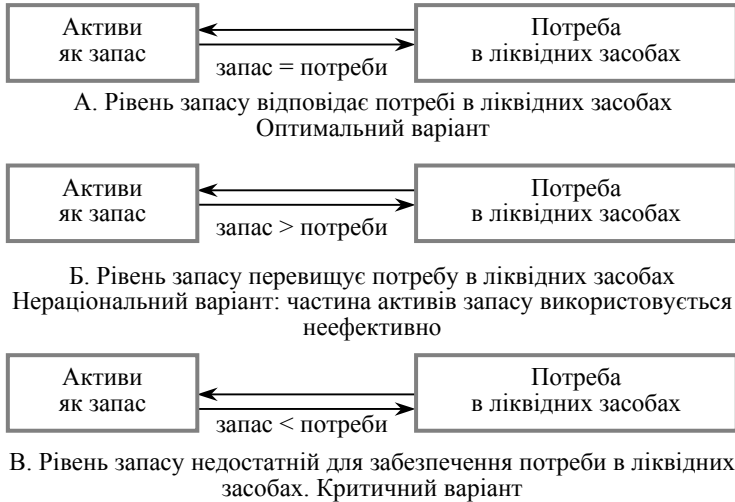 Активи
як запас
Потреба
в ліквідних засобах
запас = потреби
А. Рівень запасу відповідає потребі в ліквідних засобах
Оптимальний варіант
Активи
як запас
Потреба
в ліквідних засобах
запас > потреби
Б. Рівень запасу перевищує потребу в ліквідних засобах
Нераціональний варіант: частина активів запасу використовується
неефективно
Активи
як запас
Потреба
в ліквідних засобах
запас < потреби
В. Рівень запасу недостатній для забезпечення потреби в ліквідних
засобах. Критичний варіант